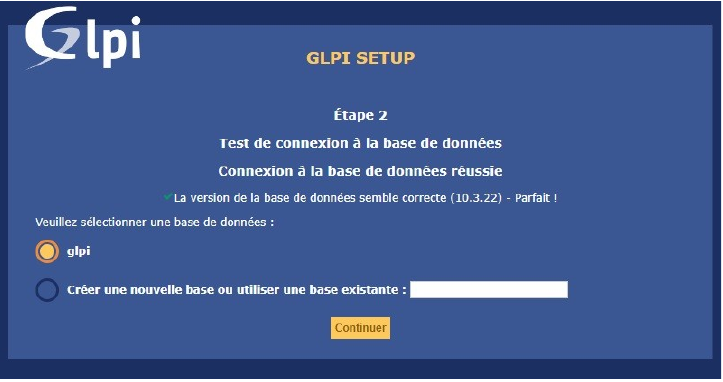 Glpi
GLPI SETUP
Étape 2
Test de connexion à la base de données
Connexion à la base de données réussie
La version de la base de données semble correcte (10.3.22) - Parfait !
Veuillez sélectionner une base de données :
glpi
Créer une nouvelle base ou utiliser une base existante :
Continuer